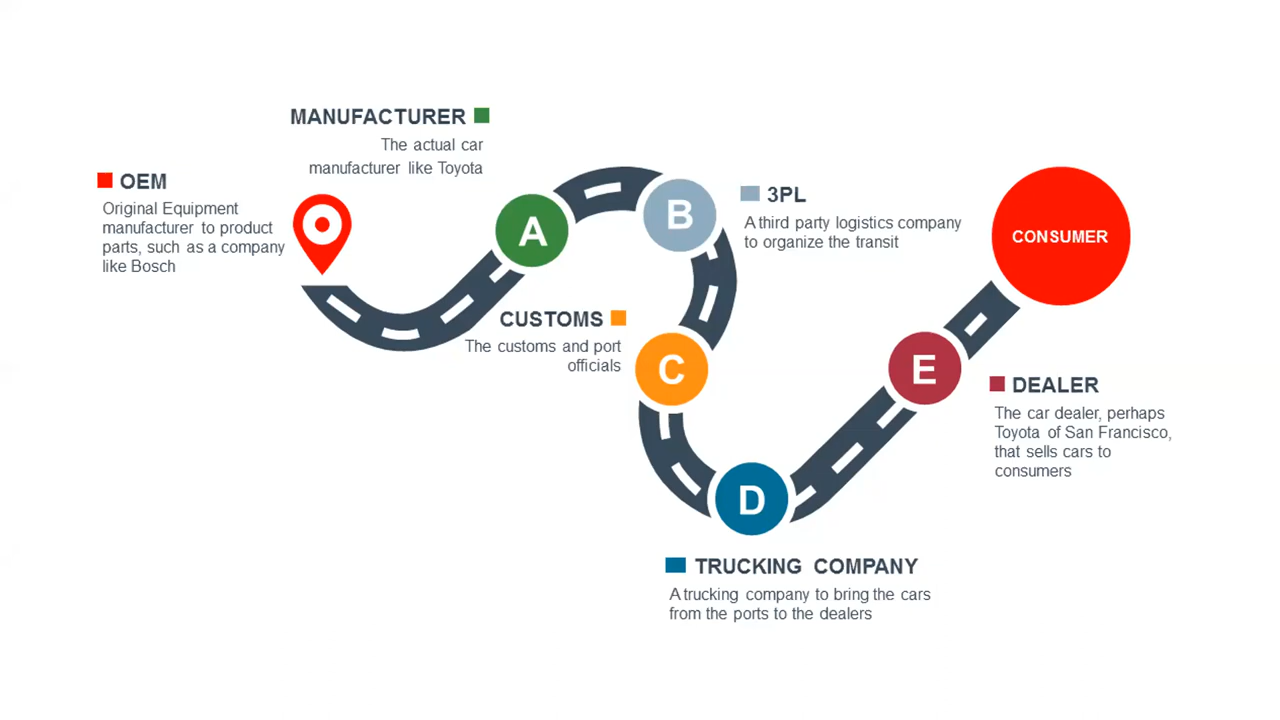 MANUFACTURER
The actual car
manufacturer like Toyota
OEM
Original Equipment
manufacturer to product
parts, such as a company
like Bosch
A
B
3PL
A third party logistics company
to organize the transit
CONSUMER
CUSTOMS
The customs and port
officials
C
E
DEALER
The car dealer, perhaps
Toyota of San Francisco,
that sells cars to
consumers
D
TRUCKING COMPANY
A trucking company to bring the cars
from the ports to the dealers